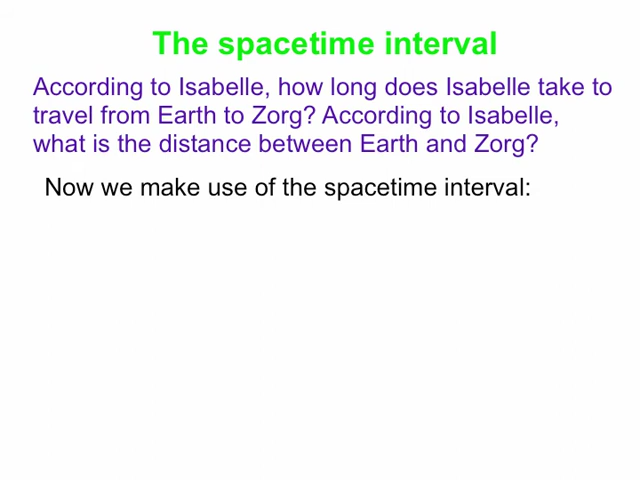 The spacetime interval
According to Isabelle, how long does Isabelle take to
travel from Earth to Zorg? According to Isabelle,
what is the distance between Earth and Zorg?
Now we make use of the spacetime interval: